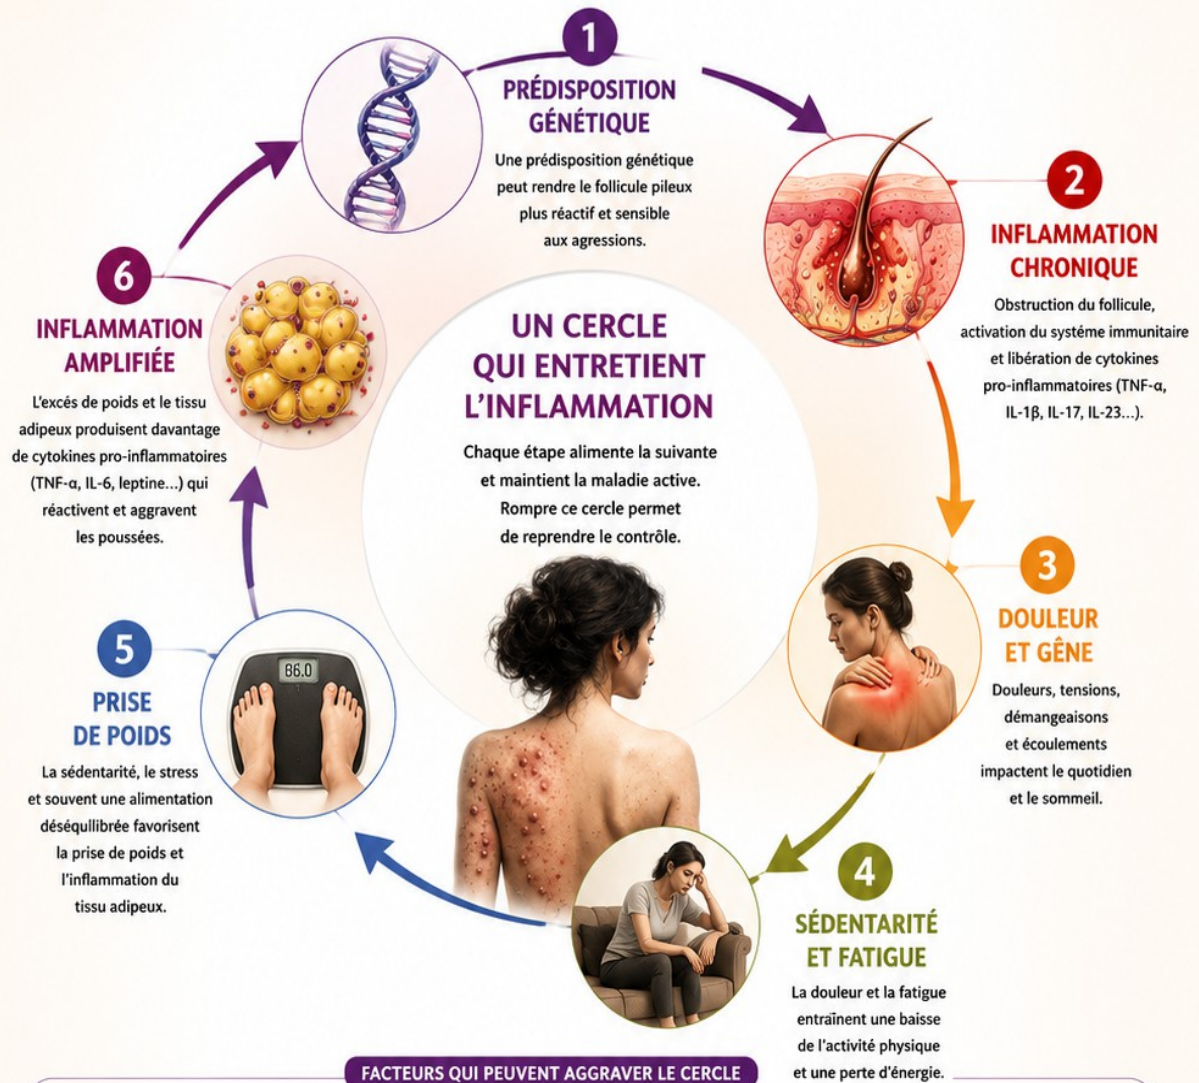 1
PRÉDISPOSITION
GÉNÉTIQUE
Une prédisposition génétique
peut rendre le follicule pileux
plus réactif et sensible
aux agressions.
2
INFLAMMATION
CHRONIQUE
Obstruction du follicule,
activation du systéme immunitaire
et libération de cytokines
pro-inflammatoires (TNF-α,
IL-1β, IL-17, IL-23...).
3
DOULEUR
ET GÊNE
Douleurs, tensions,
démangeaisons
et écoulements
impactent le quotidien
et le sommeil.
4
SÉDENTARITÉ
ET FATIGUE
La douleur et la fatigue
entraînent une baisse
de l'activité physique
et une perte d'énergie.
5
PRISE
DE POIDS
La sédentarité, le stress
et souvent une alimentation
déséquilibrée favorisent
la prise de poids et
l'inflammation du
tissu adipeux.
86.0
6
INFLAMMATION
AMPLIFIÉE
L'excés de poids et le tissu
adipeux produisent davantage
de cytokines pro-inflammatoires
(TNF-α, IL-6, leptine...) qui
réactivent et aggravent
les poussées.
UN CERCLE
QUI ENTRETIENT
L'INFLAMMATION
Chaque étape alimente la suivante
et maintient la maladie active.
Rompre ce cercle permet
de reprendre le contrôle.
FACTEURS QUI PEUVENT AGGRAVER LE CERCLE